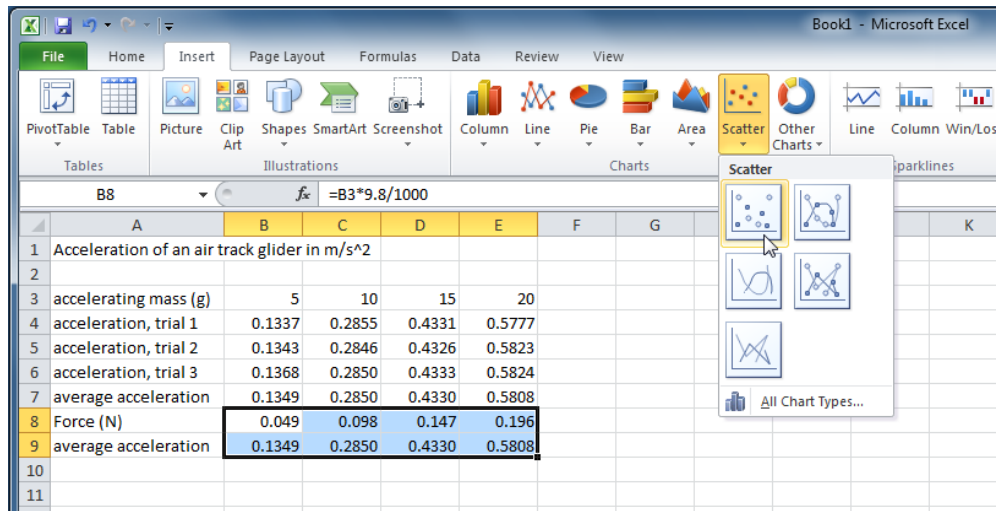 Book1 - Microsoft Excel
File Home Insert Page Layout Formulas Data Review View
PivotTable Table Picture Clip Art Shapes SmartArt Screenshot Column Line Pie Bar Area Scatter Other Charts Line Column Win/Los
Tables Illustrations Charts Sparklines
Scatter
B8 fx =B3*9.8/1000
A B C D E F G K
1 Acceleration of an air track glider in m/s^2
2
3 accelerating mass (g) 5 10 15 20
4 acceleration, trial 1 0.1337 0.2855 0.4331 0.5777
5 acceleration, trial 2 0.1343 0.2846 0.4326 0.5823
6 acceleration, trial 3 0.1368 0.2850 0.4333 0.5824
7 average acceleration 0.1349 0.2850 0.4330 0.5808
All Chart Types...
8 Force (N) 0.049 0.098 0.147 0.196
9 average acceleration 0.1349 0.2850 0.4330 0.5808
10
11